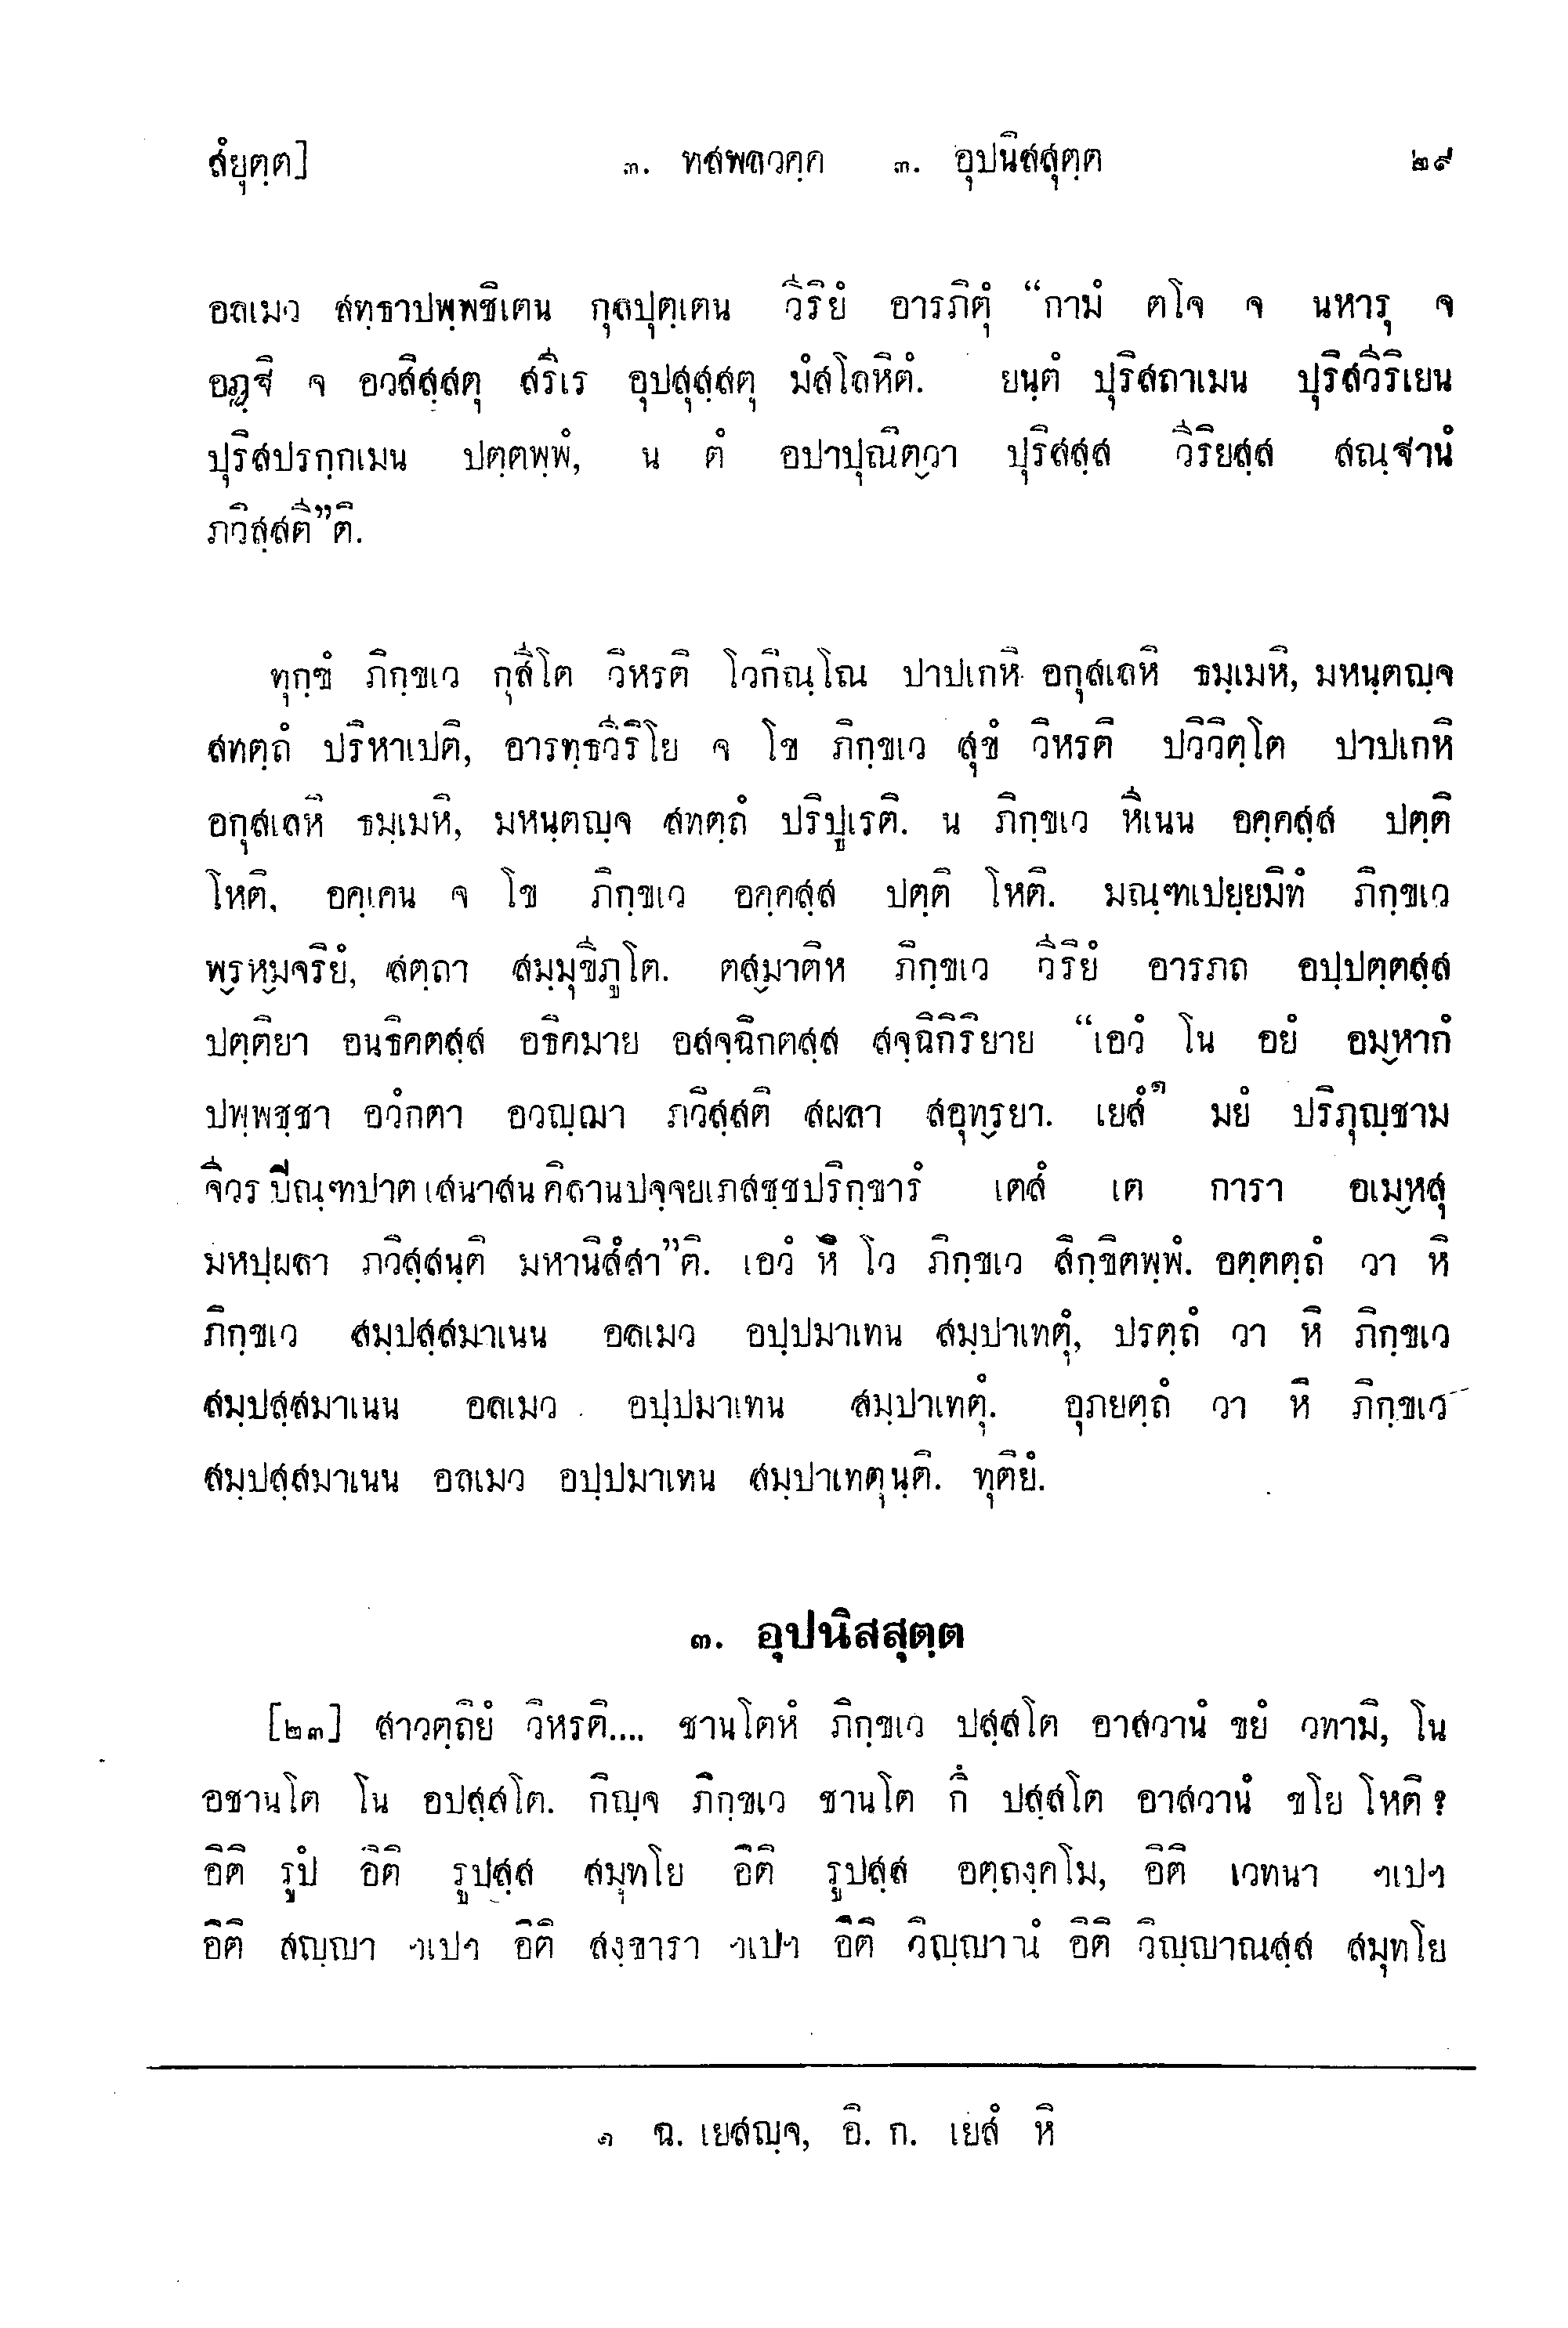 สํยุตฺต] ๓. ทสพลวคฺค ๓. อุปนิสสุตฺต ๒๙
อลเมว สทฺธาปพฺพชิเตน กุลปุตฺเตน วีริยํ อารภิตุํ “กามํ ตโจ จ นหารุ จ
อฏฺฐิ จ อวสิสฺสตุ สรีเร อุปสุสฺสตุ มํสโลหิตํ. ยนฺตํ ปุริสถาเมน ปุริสวีริเยน
ปุริสปรกฺกเมน ปตฺตพฺพํ, น ตํ อปาปุณิตฺวา ปุริสสฺส วีริยสฺส สณฺฐานํ
ภวิสฺสตี”ติ.
ทุกฺขํ ภิกฺขเว กุสีโต วิหรติ โวกิณฺโณ ปาปเกหิ อกุสเลหิ ธมฺเมหิ, มหนฺตญฺจ
สทตฺถํ ปริหาเปติ, อารทฺธวีริโย จ โข ภิกฺขเว สุขํ วิหรติ ปวิวิตฺโต ปาปเกหิ
อกุสเลหิ ธมฺเมหิ, มหนฺตญฺจ สทตฺถํ ปริปูเรติ. น ภิกฺขเว หีเนน อคฺคสฺส ปตฺติ
โหติ. อคฺเคน จ โข ภิกฺขเว อคฺคสฺส ปตฺติ โหติ. มณฺฑเปยฺยมิทํ ภิกฺขเว
พฺรหฺมจริยํ, สตฺถา สมฺมุขีภูโต. ตสฺมาติห ภิกฺขเว วีริยํ อารภถ อปฺปตฺตสฺส
ปตฺติยา อนธิคตสฺส อธิคมาย อสจฺฉิกตสฺส สจฺฉิกิริยาย “เอวํ โน อยํ อมฺหากํ
ปพฺพชฺชา อวํกตา อวญฺฌา ภวิสฺสติ สผลา สอุทฺรยา. เยสํ๑ มยํ ปริภุญฺชาม
จีวรปิณฺฑปาตเสนาสนคิลานปจฺจยเภสชฺชปริกฺขารํ เตสํ เต การา อเมฺหสุ
มหปฺผลา ภวิสฺสนฺติ มหานิสํสา”ติ. เอวํ หิ โว ภิกฺขเว สิกฺขิตพฺพํ. อตฺตตฺถํ วา หิ
ภิกฺขเว สมฺปสฺสมาเนน อลเมว อปฺปมาเทน สมฺปาเทตุํ, ปรตฺถํ วา หิ ภิกฺขเว
สมฺปสฺสมาเนน อลเมว อปฺปมาเทน สมฺปาเทตุํ. อุภยตฺถํ วา หิ ภิกฺขเว
สมฺปสฺสมาเนน อลเมว อปฺปมาเทน สมฺปาเทตุนฺติ. ทุติยํ.
๓. อุปนิสสุตฺต
[๒๓] สาวตฺถิยํ วิหรติ.... ชานโตหํ ภิกฺขเว ปสฺสโต อาสวานํ ขยํ วทามิ, โน
อชานโต โน อปสฺสโต. กิญฺจ ภิกฺขเว ชานโต กึ ปสฺสโต อาสวานํ ขโย โหติ ?
อิติ รูปํ อิติ รูปสฺส สมุทโย อิติ รูปสฺส อตฺถงฺคโม, อิติ เวทนา ฯเปฯ
อิติ สญฺญา ฯเปฯ อิติ สงฺขารา ฯเปฯ อิติ วิญฺญานํ อิติ วิญฺญาณสฺส สมุทโย
๑ ฉ. เยสญฺจ, อิ. ก. เยสํ หิ